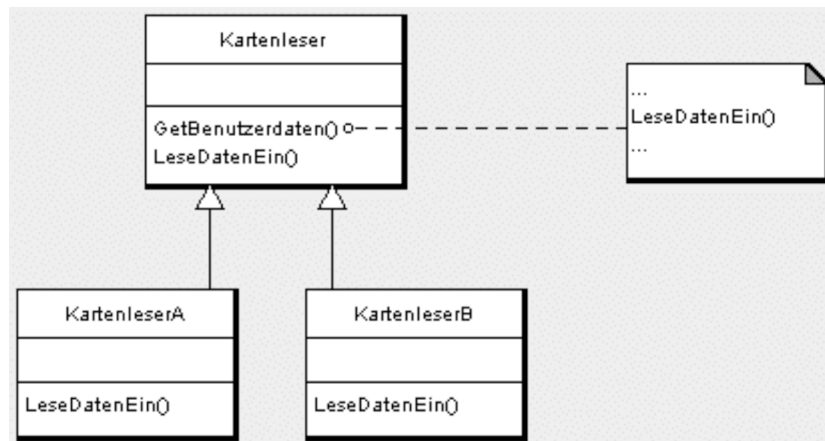 Kartenleser
GetBenutzerdaten()
LeseDatenEin()
...
LeseDatenEin()
...
KartenleserA
LeseDatenEin()
KartenleserB
LeseDatenEin()